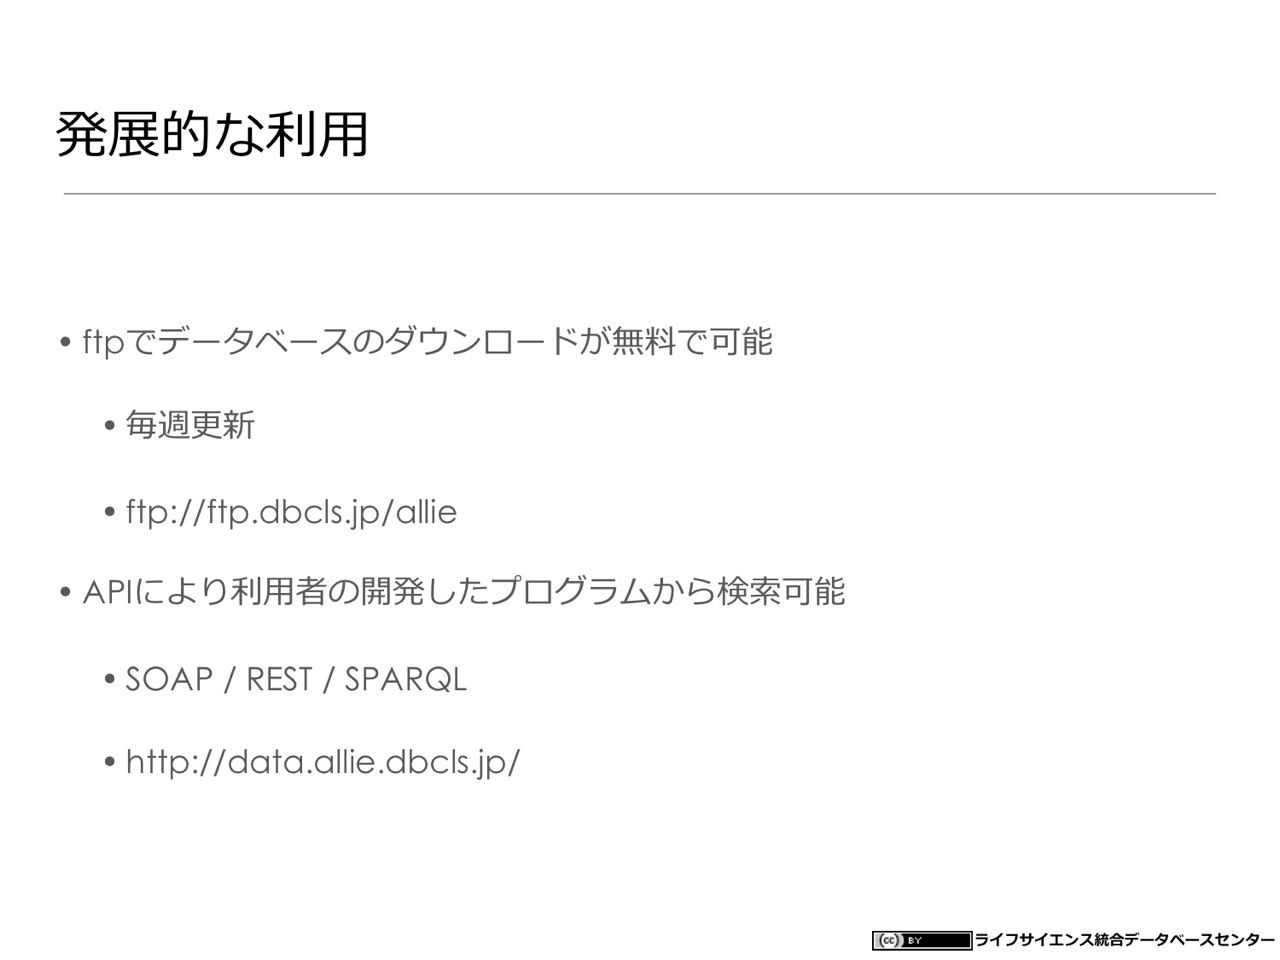 発展的な利用
• ftpでデータベースのダウンロードが無料で可能
• 毎週更新
• ftp://ftp.dbcls.jp/allie
• APIにより利用者の開発したプログラムから検索可能
• SOAP / REST / SPARQL
• http://data.allie.dbcls.jp/
(cc) BY ライフサイエンス統合データベースセンター